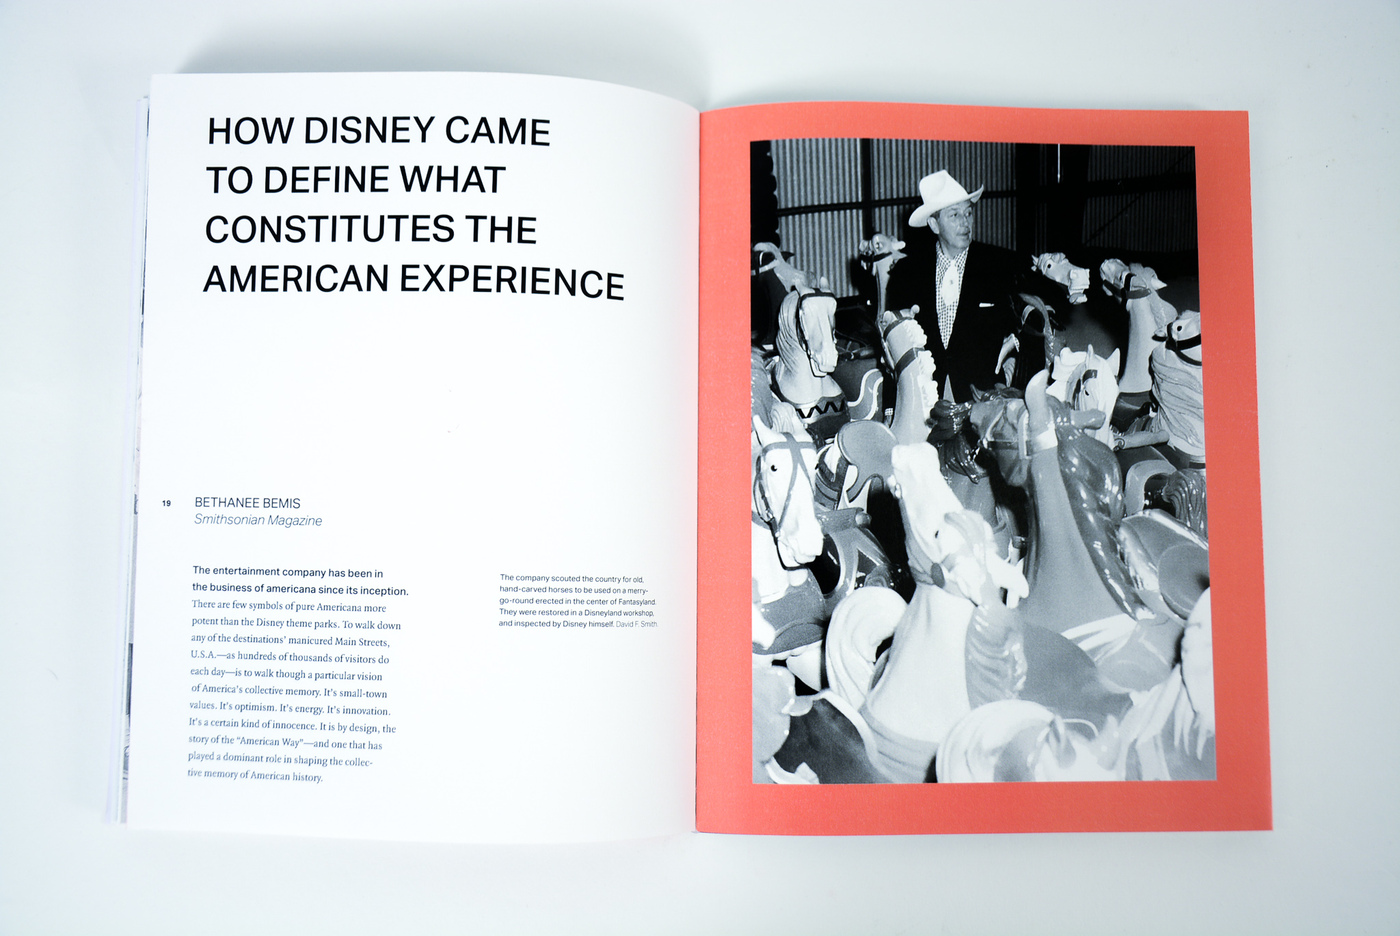 HOW DISNEY CAME
TO DEFINE WHAT
CONSTITUTES THE
AMERICAN EXPERIENCE
19
BETHANEE BEMIS
Smithsonian Magazine
The entertainment company has been in
the business of americana since its inception.
There are few symbols of pure Americana more
potent than the Disney theme parks. To walk down
any of the destinations' manicured Main Streets,
U.S.A.—as hundreds of thousands of visitors do
each day—is to walk though a particular vision
of America's collective memory. It's small-town
values. It's optimism. It's energy. It's innovation.
It's a certain kind of innocence. It is by design, the
story of the "American Way"—and one that has
played a dominant role in shaping the collec-
tive memory of American history.
The company scouted the country for old,
hand-carved horses to be used on a merry-
go-round erected in the center of Fantasyland.
They were restored in a Disneyland workshop,
and inspected by Disney himself. David F. Smith